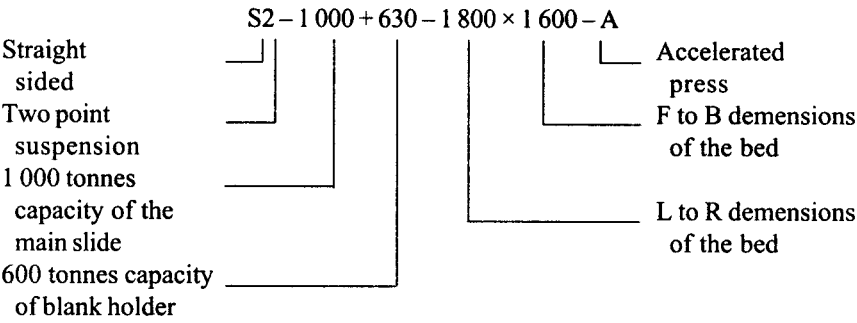 S2 – 1 000 + 630 – 1 800 × 1 600 – A
Straight
sided
Two point
suspension
1 000 tonnes
capacity of the
main slide
600 tonnes capacity
of blank holder
Accelerated
press
F to B demensions
of the bed
L to R demensions
of the bed